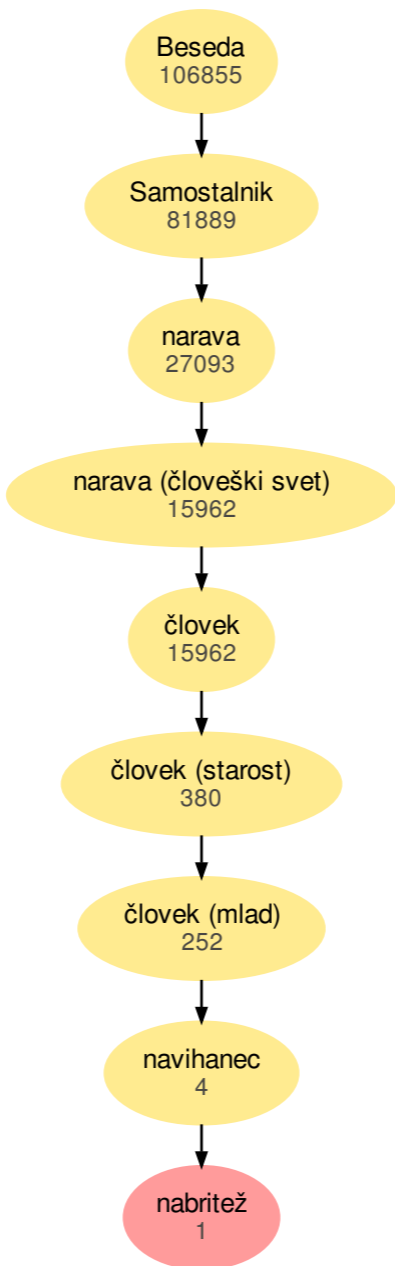 Beseda
106855
Samostalnik
81889
narava
27093
narava (človeški svet)
15962
človek
15962
človek (starost)
380
človek (mlad)
252
navihanec
4
nabritež
1